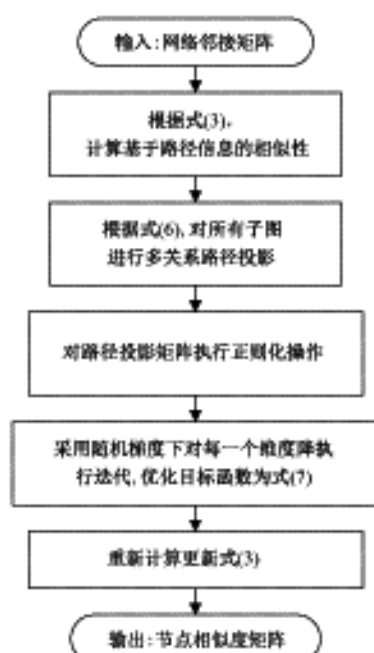 输入:网络邻接矩阵
根据式(3),
计算基于路径信息的相似性
根据式(6),对所有子图
进行多关系路径投影
对路径投影矩阵执行正则化操作
采用随机梯度下对每一个维度降执
行迭代,优化目标函数为式(7)
重新计算更新式(3)
输出:节点相似度矩阵